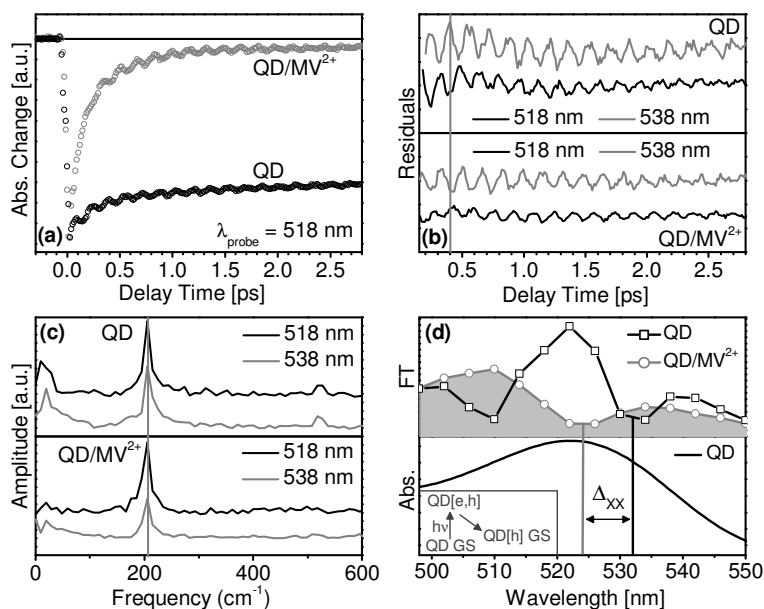 Abs. Change [a.u.]
QD/MV2+
QD
(a)
λprobe = 518 nm
0.0 0.5 1.0 1.5 2.0 2.5
Delay Time [ps]
Residuals
QD
518 nm 538 nm
518 nm 538 nm
(b)
QD/MV2+
0.5 1.0 1.5 2.0 2.5
Delay Time [ps]
Amplitude [a.u.]
(c) QD
518 nm
538 nm
QD/MV2+
518 nm
538 nm
0 200 400 600
Frequency (cm-1)
FT
(d)
QD
QD/MV2+
Abs.
QD
ΔXX
QD[e,h]
hν
QD[h] GS
QD GS
500 510 520 530 540 550
Wavelength [nm]